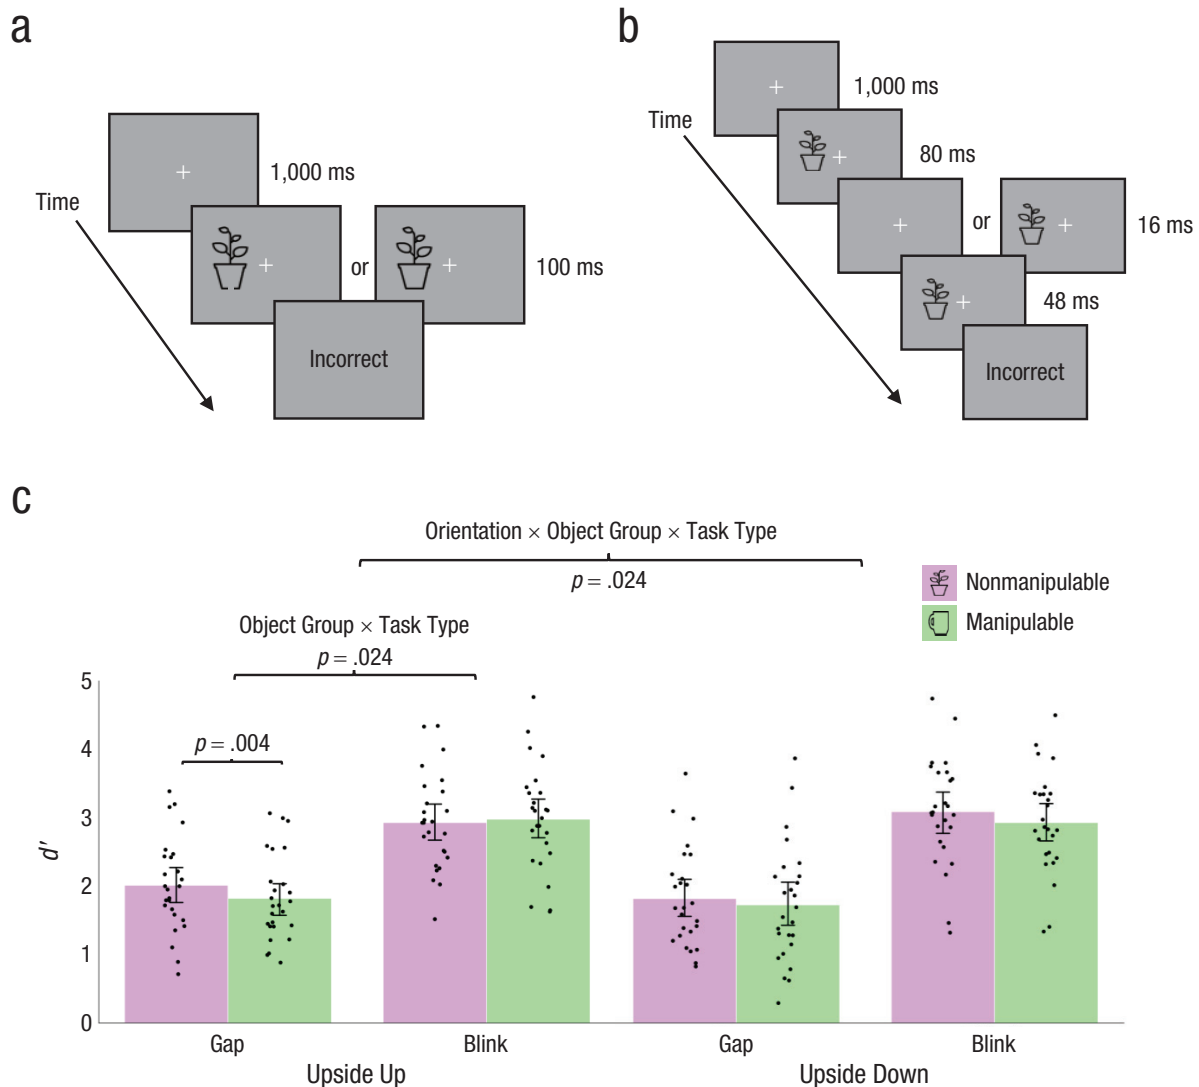 a
1,000 ms
Time
or
100 ms
Incorrect
b
1,000 ms
Time
80 ms
or
16 ms
48 ms
Incorrect
c
Orientation × Object Group × Task Type
p = .024
Nonmanipulable
Manipulable
Object Group × Task Type
p = .024
p = .004
d′
5
4
3
2
1
0
Gap
Blink
Gap
Blink
Upside Up
Upside Down